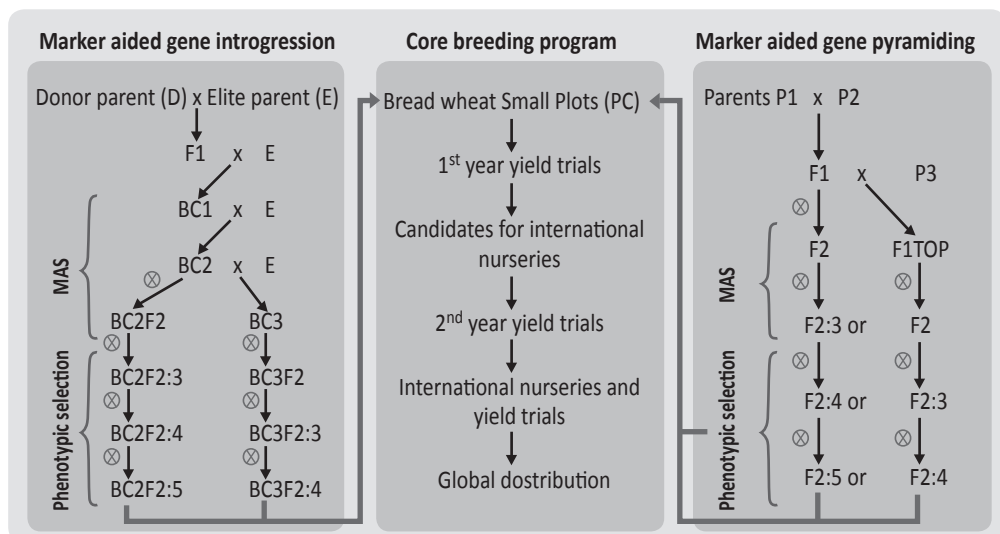 Marker aided gene introgression
Donor parent (D) x Elite parent (E)
F1 x E
BC1 x E
BC2 x E
BC2F2 BC3
BC2F2:3 BC3F2
BC2F2:4 BC3F2:3
BC2F2:5 BC3F2:4
MAS
Phenotypic selection
Core breeding program
Bread wheat Small Plots (PC)
1st year yield trials
Candidates for international
nurseries
2nd year yield trials
International nurseries and
yield trials
Global dostribution
Marker aided gene pyramiding
Parents P1 x P2
F1 x P3
F2 F1TOP
F2:3 or F2
F2:4 or F2:3
F2:5 or F2:4
MAS
Phenotypic selection